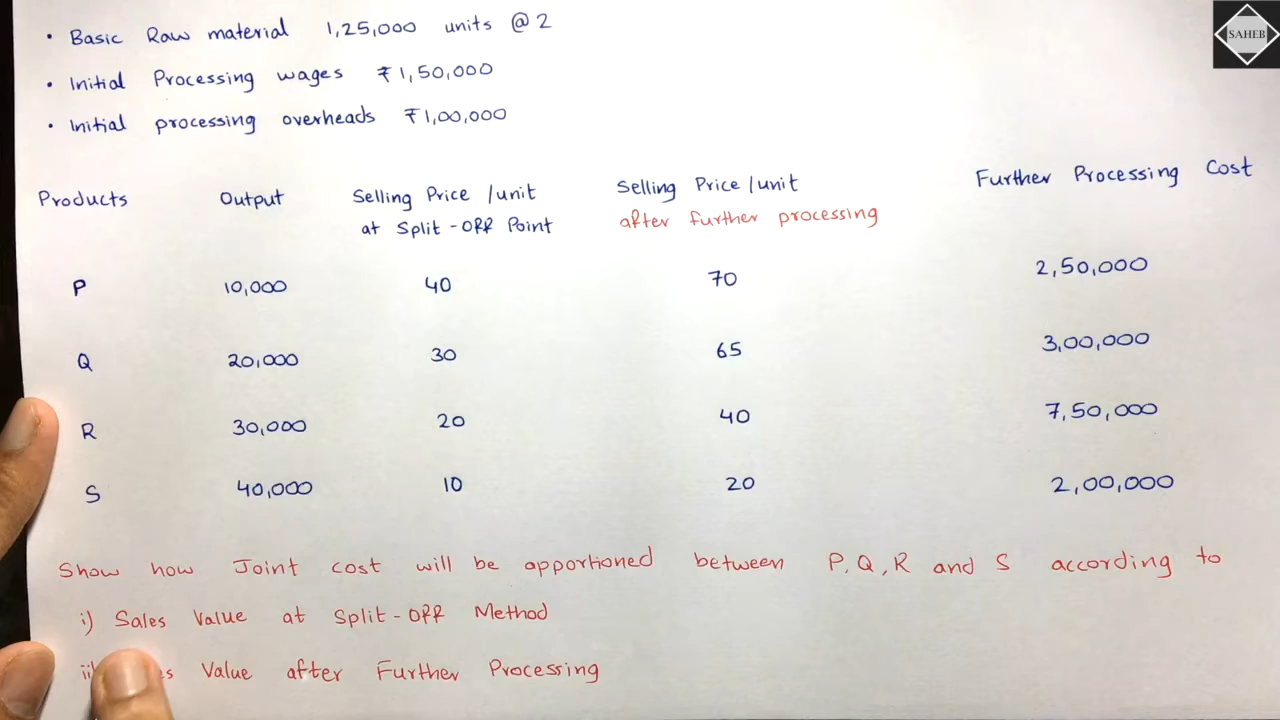 SAHEB
• Basic Raw material 1,25,000 units @ 2
• Initial Processing wages ₹1,50,000
• Initial processing overheads ₹1,00,000
Products Output Selling Price /unit at Split-Off Point Selling Price /unit after further processing Further Processing Cost
P 10,000 40 70 2,50,000
Q 20,000 30 65 3,00,000
R 30,000 20 40 7,50,000
S 40,000 10 20 2,00,000
Show how Joint cost will be apportioned between P, Q, R and S according to
i) Sales Value at Split-Off Method
Value after Further Processing